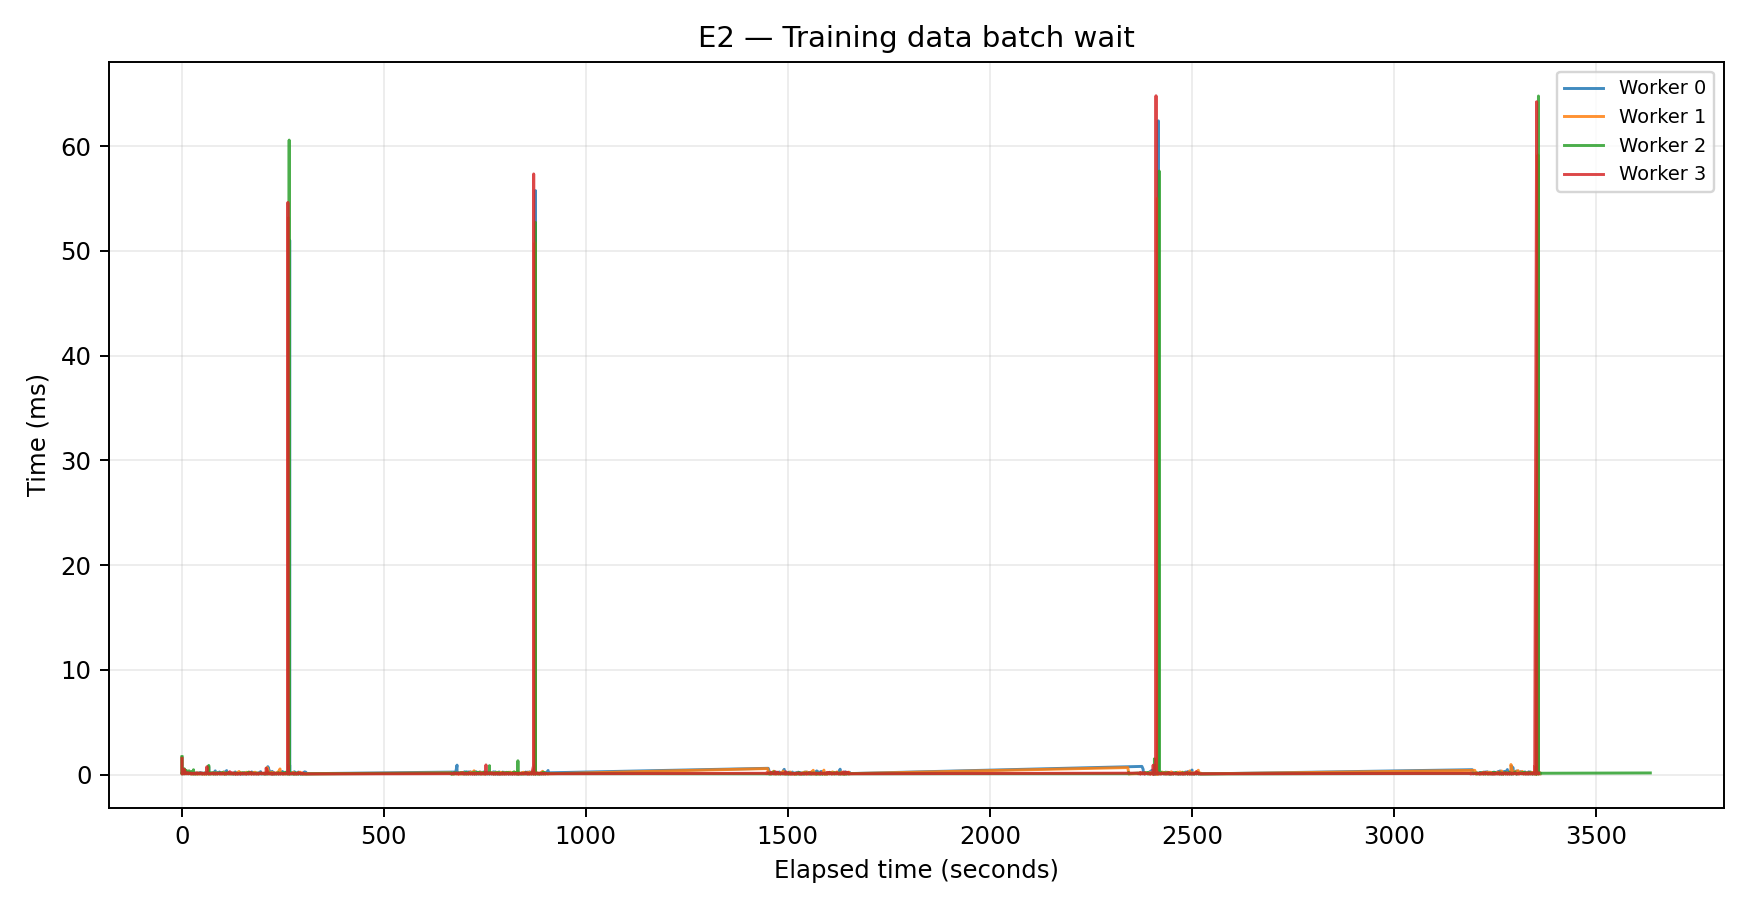 E2 — Training data batch wait
Time (ms)
60
50
40
30
20
10
0
0 500 1000 1500 2000 2500 3000 3500
Elapsed time (seconds)
Worker 0
Worker 1
Worker 2
Worker 3